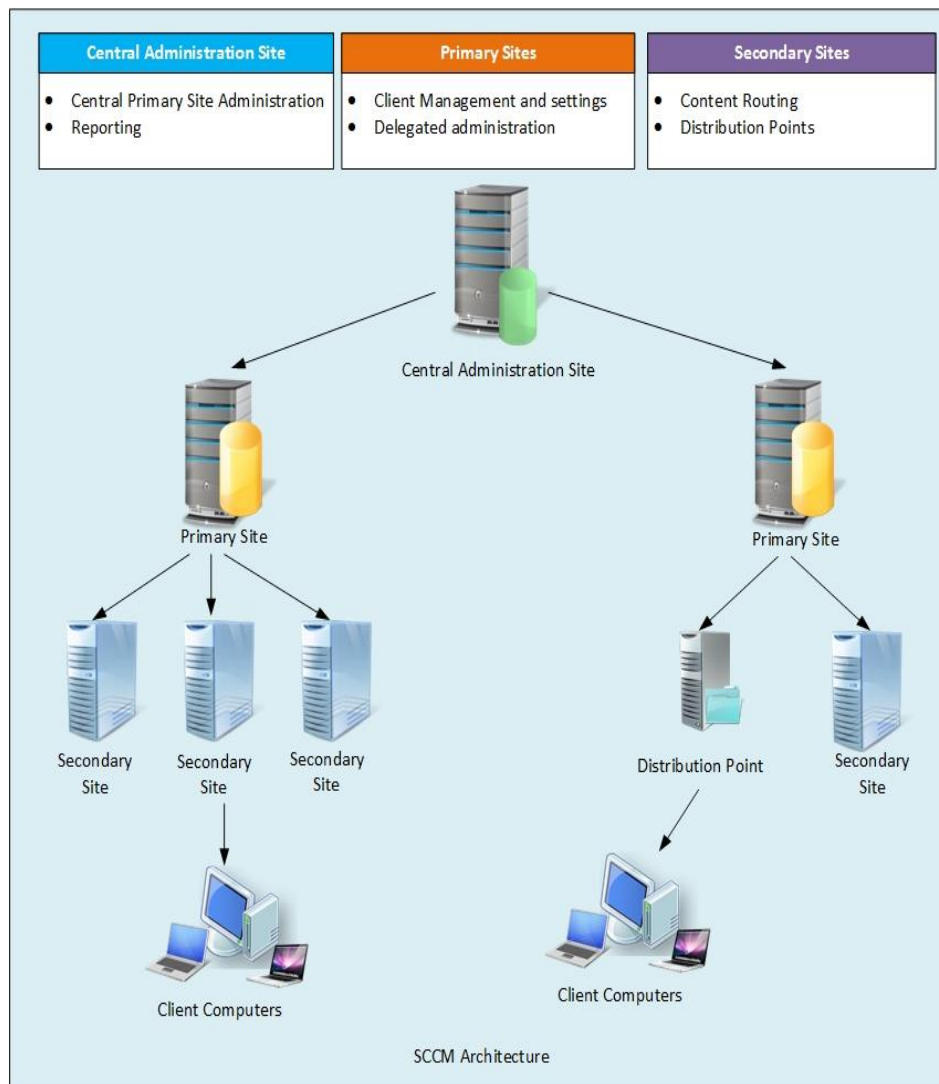 Central Administration Site
Primary Sites
Secondary Sites
• Central Primary Site Administration
• Reporting
• Client Management and settings
• Delegated administration
• Content Routing
• Distribution Points
Central Administration Site
Primary Site
Primary Site
Secondary
Site
Secondary
Site
Secondary
Site
Distribution Point
Secondary
Site
Client Computers
Client Computers
SCCM Architecture